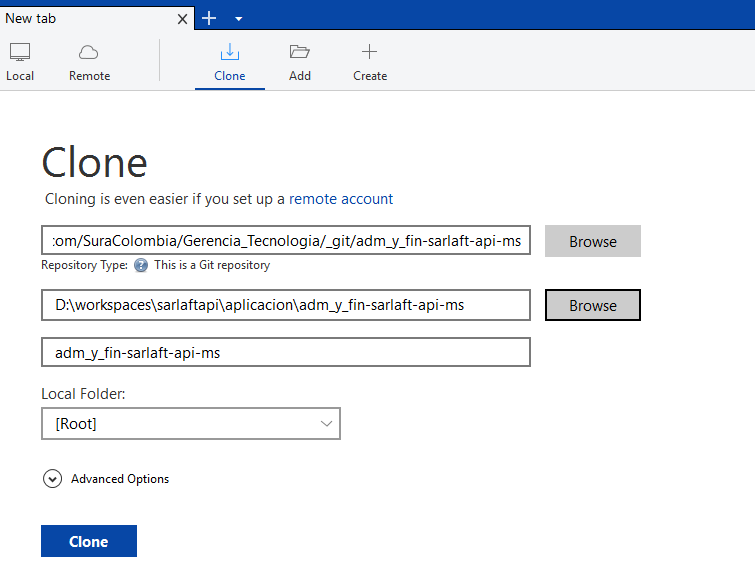 New tab
Local Remote Clone Add Create
Clone
Cloning is even easier if you set up a remote account
:om/SuraColombia/Gerencia_Tecnologia/_git/adm_y_fin-sarlaft-api-ms Browse
Repository Type: ? This is a Git repository
D:\workspaces\sarlaftapi\aplicacion\adm_y_fin-sarlaft-api-ms Browse
adm_y_fin-sarlaft-api-ms
Local Folder:
[Root]
Advanced Options
Clone